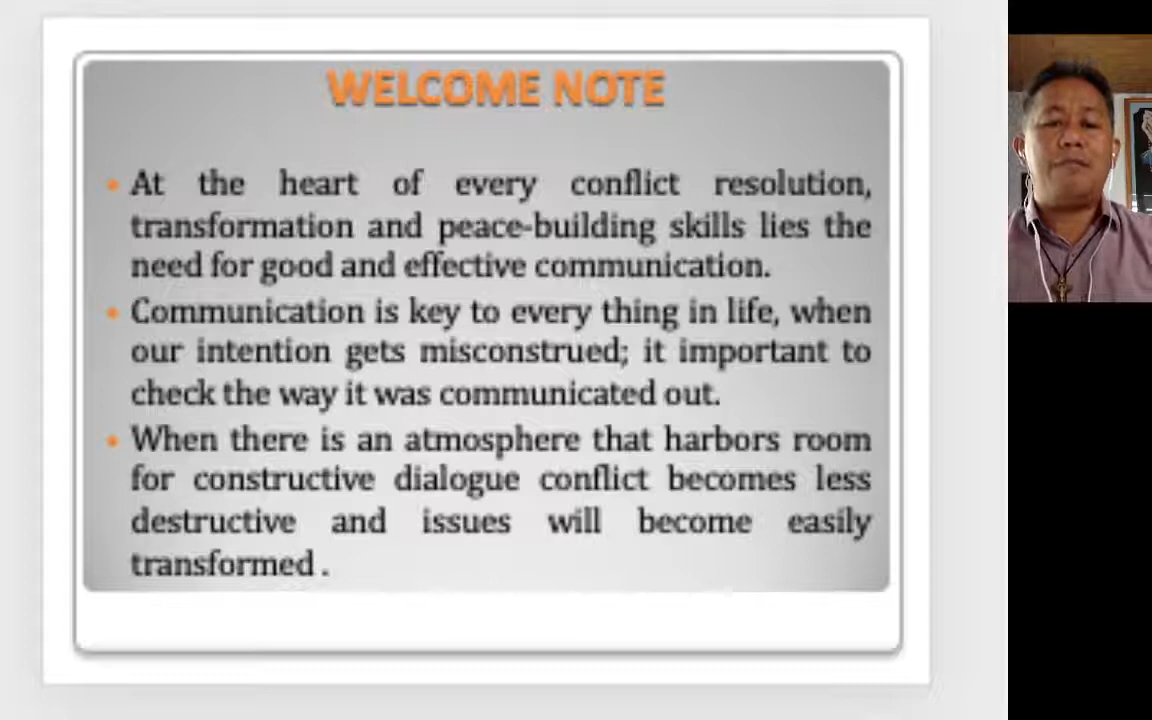 WELCOME NOTE
• At the heart of every conflict resolution,
transformation and peace-building skills lies the
need for good and effective communication.
• Communication is key to every thing in life, when
our intention gets misconstrued; it important to
check the way it was communicated out.
• When there is an atmosphere that harbors room
for constructive dialogue conflict becomes less
destructive and issues will become easily
transformed .